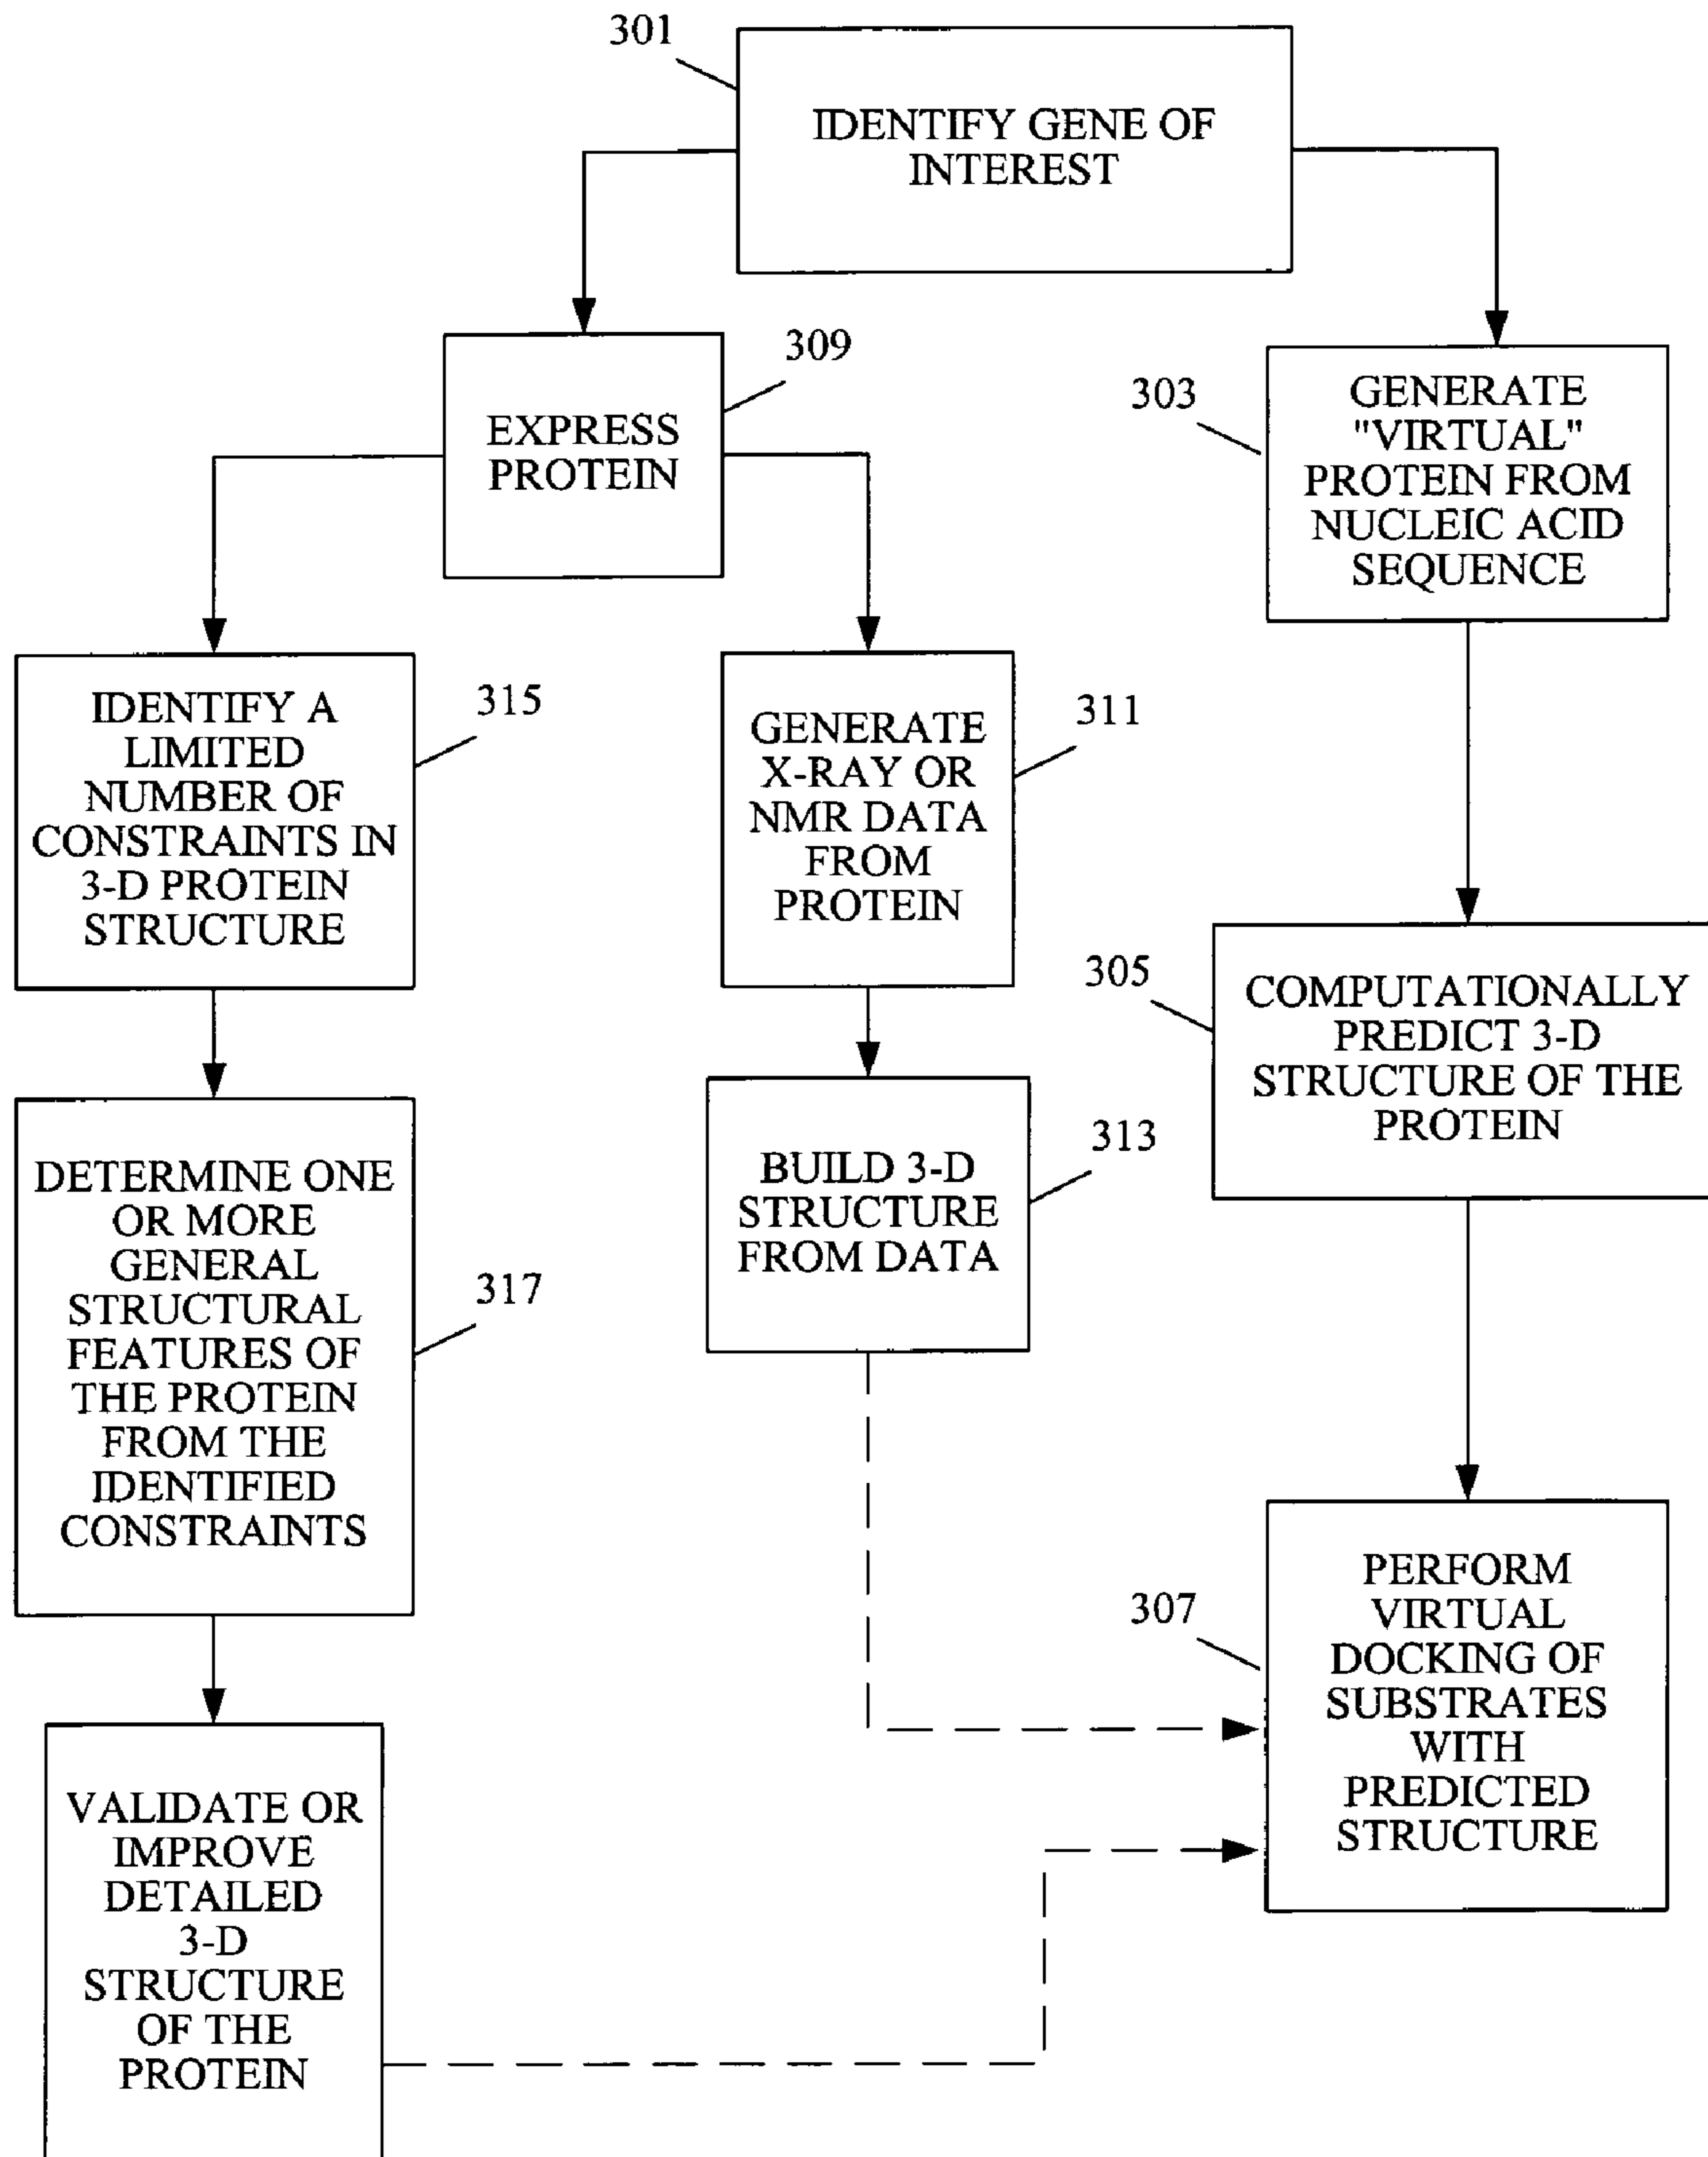 301
IDENTIFY GENE OF
INTEREST
309
EXPRESS
PROTEIN
303
GENERATE
"VIRTUAL"
PROTEIN FROM
NUCLEIC ACID
SEQUENCE
315
IDENTIFY A
LIMITED
NUMBER OF
CONSTRAINTS IN
3-D PROTEIN
STRUCTURE
311
GENERATE
X-RAY OR
NMR DATA
FROM
PROTEIN
305
COMPUTATIONALLY
PREDICT 3-D
STRUCTURE OF THE
PROTEIN
317
DETERMINE ONE
OR MORE
GENERAL
STRUCTURAL
FEATURES OF
THE PROTEIN
FROM THE
IDENTIFIED
CONSTRAINTS
313
BUILD 3-D
STRUCTURE
FROM DATA
307
PERFORM
VIRTUAL
DOCKING OF
SUBSTRATES
WITH
PREDICTED
STRUCTURE
VALIDATE OR
IMPROVE
DETAILED
3-D
STRUCTURE
OF THE
PROTEIN